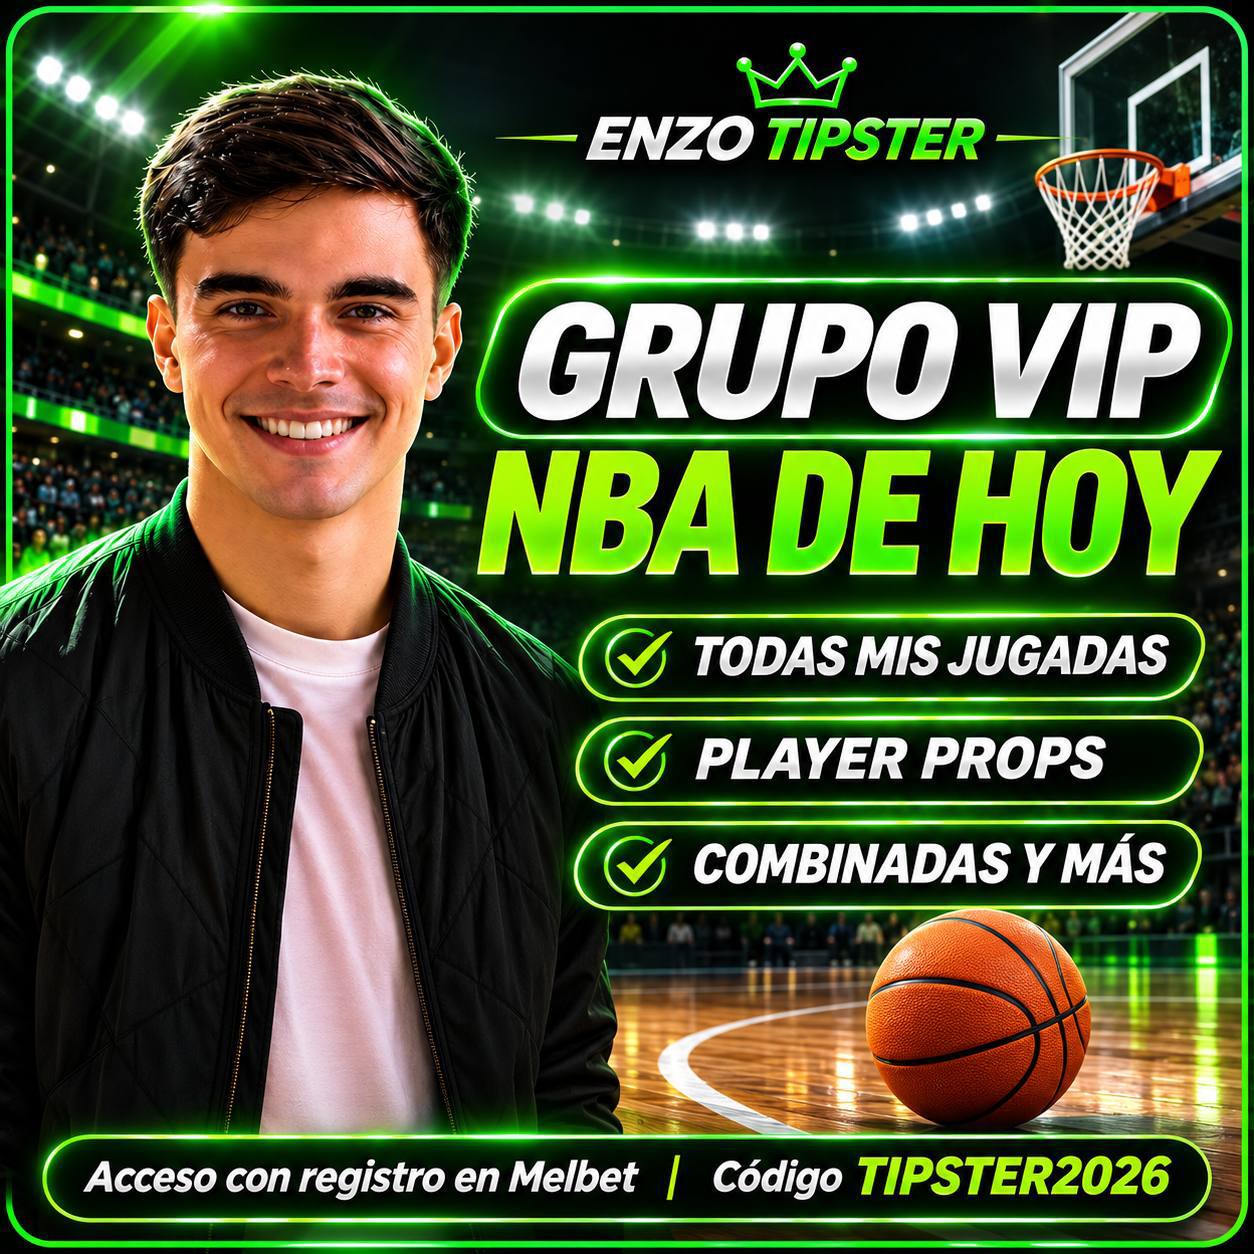 ENZO TIPSTER
GRUPO VIP
NBA DE HOY
TODAS MIS JUGADAS
PLAYER PROPS
COMBINADAS Y MÁS
Acceso con registro en Melbet | Código TIPSTER2026